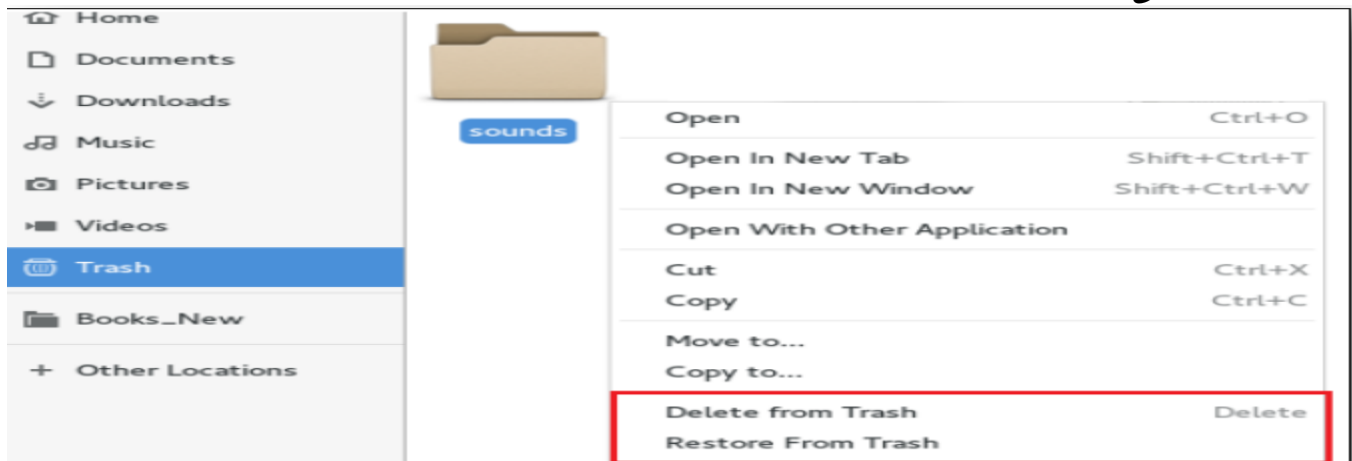 Home
Documents
Downloads
Music
Pictures
Videos
Trash
Books_New
+ Other Locations
sounds
Open Ctrl+O
Open In New Tab Shift+Ctrl+T
Open In New Window Shift+Ctrl+W
Open With Other Application
Cut Ctrl+X
Copy Ctrl+C
Move to...
Copy to...
Delete from Trash Delete
Restore From Trash